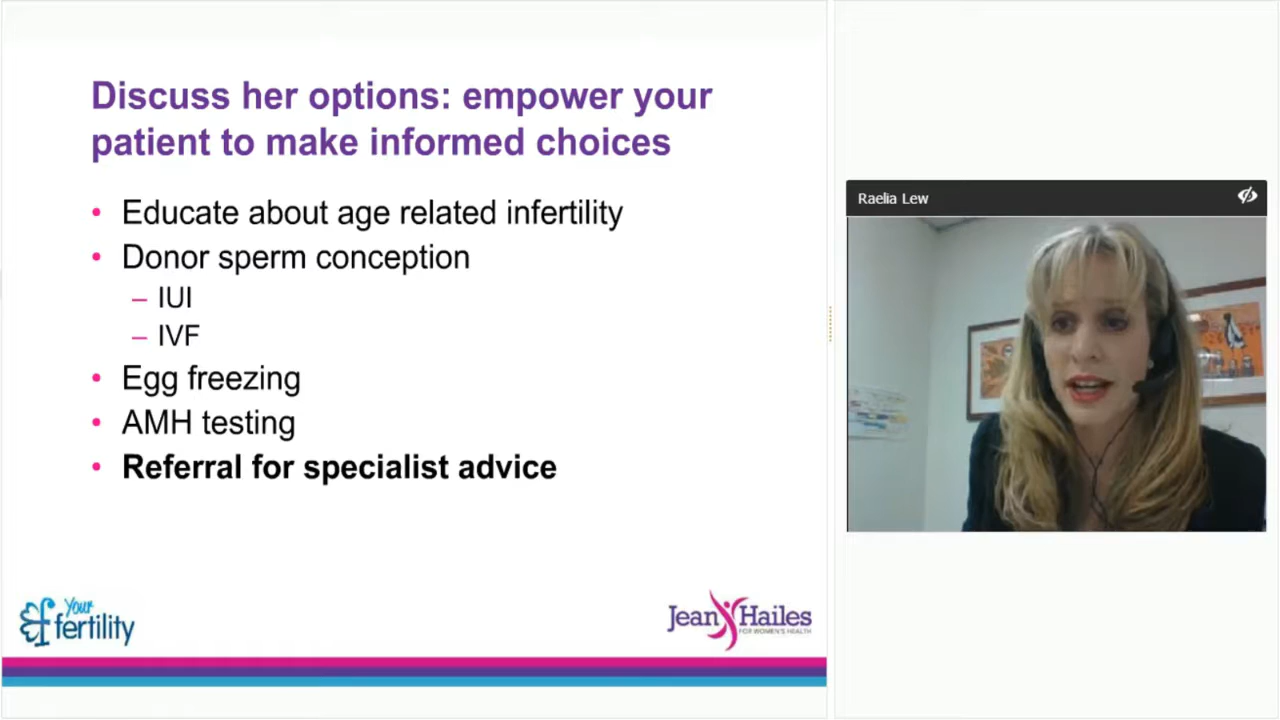 Discuss her options: empower your
patient to make informed choices
• Educate about age related infertility
• Donor sperm conception
– IUI
– IVF
• Egg freezing
• AMH testing
• Referral for specialist advice
Your
fertility
Jean Hailes
FOR WOMEN'S HEALTH
Raelia Lew